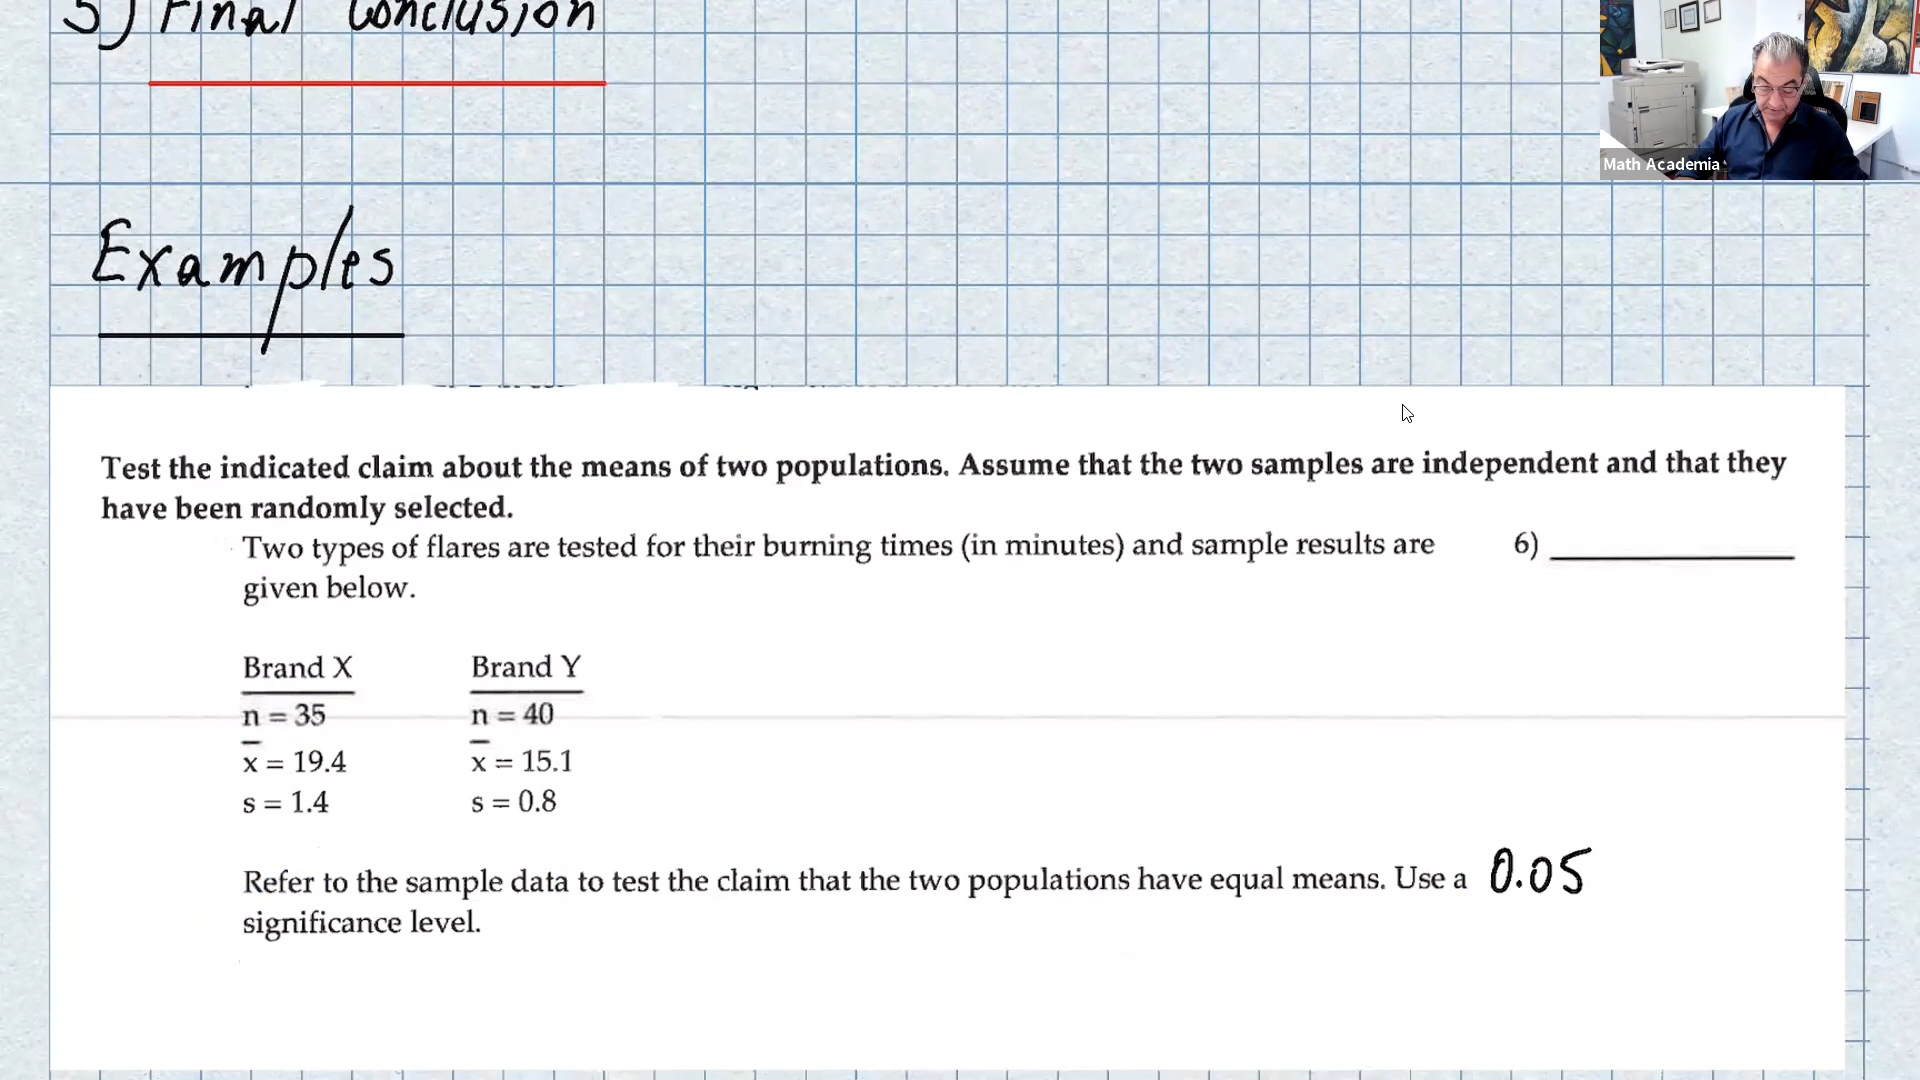 5) Final Conclusion
Math Academia
Examples
Test the indicated claim about the means of two populations. Assume that the two samples are independent and that they
have been randomly selected.
Two types of flares are tested for their burning times (in minutes) and sample results are 6)
given below.
Brand X Brand Y
n = 35 n = 40
x̄ = 19.4 x̄ = 15.1
s = 1.4 s = 0.8
Refer to the sample data to test the claim that the two populations have equal means. Use a 0.05
significance level.